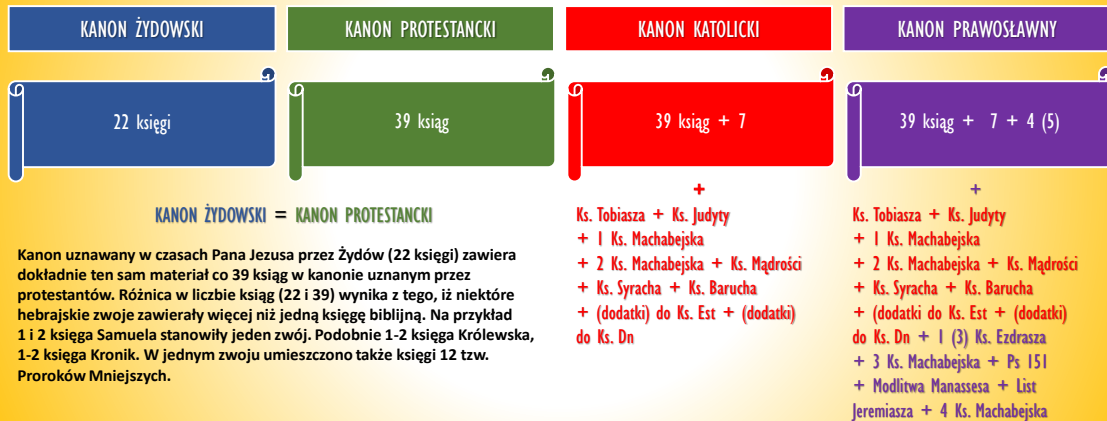 KANON ŻYDOWSKI
KANON PROTESTANCKI
KANON KATOLICKI
KANON PRAWOSŁAWNY
22 księgi
39 ksiąg
39 ksiąg + 7
39 ksiąg + 7 + 4 (5)
KANON ŻYDOWSKI = KANON PROTESTANCKI
Kanon uznawany w czasach Pana Jezusa przez Żydów (22 księgi) zawiera
dokładnie ten sam materiał co 39 ksiąg w kanonie uznanym przez
protestantów. Różnica w liczbie ksiąg (22 i 39) wynika z tego, iż niektóre
hebrajskie zwoje zawierały więcej niż jedną księgę biblijną. Na przykład
1 i 2 księga Samuela stanowiły jeden zwój. Podobnie 1-2 księga Królewska,
1-2 księga Kronik. W jednym zwoju umieszczono także księgi 12 tzw.
Proroków Mniejszych.
+
Ks. Tobiasza + Ks. Judyty
+ 1 Ks. Machabejska
+ 2 Ks. Machabejska + Ks. Mądrości
+ Ks. Syracha + Ks. Barucha
+ (dodatki) do Ks. Est + (dodatki)
do Ks. Dn
+
Ks. Tobiasza + Ks. Judyty
+ 1 Ks. Machabejska
+ 2 Ks. Machabejska + Ks. Mądrości
+ Ks. Syracha + Ks. Barucha
+ (dodatki do Ks. Est + (dodatki)
do Ks. Dn + 1 (3) Ks. Ezdrasza
+ 3 Ks. Machabejska + Ps 151
+ Modlitwa Manassesa + List
Jeremiasza + 4 Ks. Machabejska